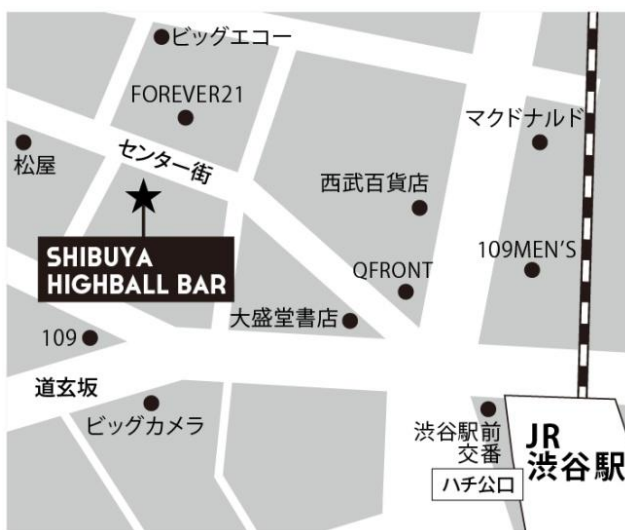 ビッグエコー
FOREVER21
マクドナルド
センター街
松屋
西武百貨店
SHIBUYA
HIGHBALL BAR
QFRONT
109MEN'S
大盛堂書店
109
道玄坂
ビッグカメラ
渋谷駅前
交番
ハチ公口
JR
渋谷駅